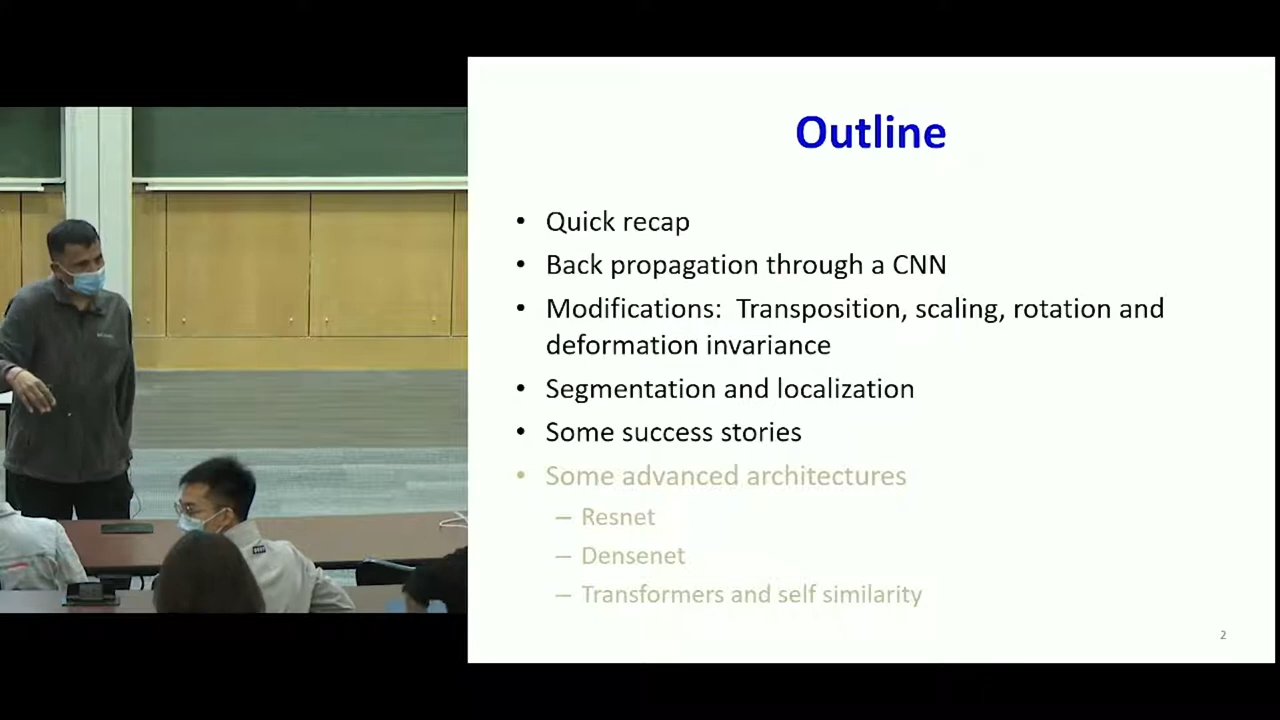 Outline
• Quick recap
• Back propagation through a CNN
• Modifications: Transposition, scaling, rotation and
deformation invariance
• Segmentation and localization
• Some success stories
• Some advanced architectures
– Resnet
– Densenet
– Transformers and self similarity
2